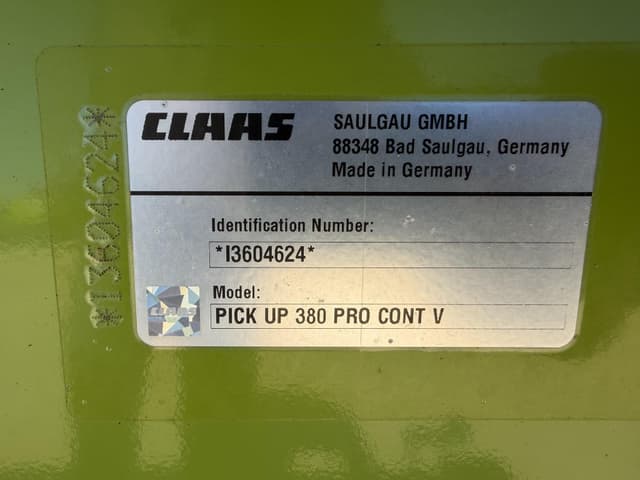 CLAAS
SAULGAU GMBH
88348 Bad Saulgau, Germany
Made in Germany
Identification Number:
*I3604624*
Model:
PICK UP 380 PRO CONT V
CLAAS
*I3604624*